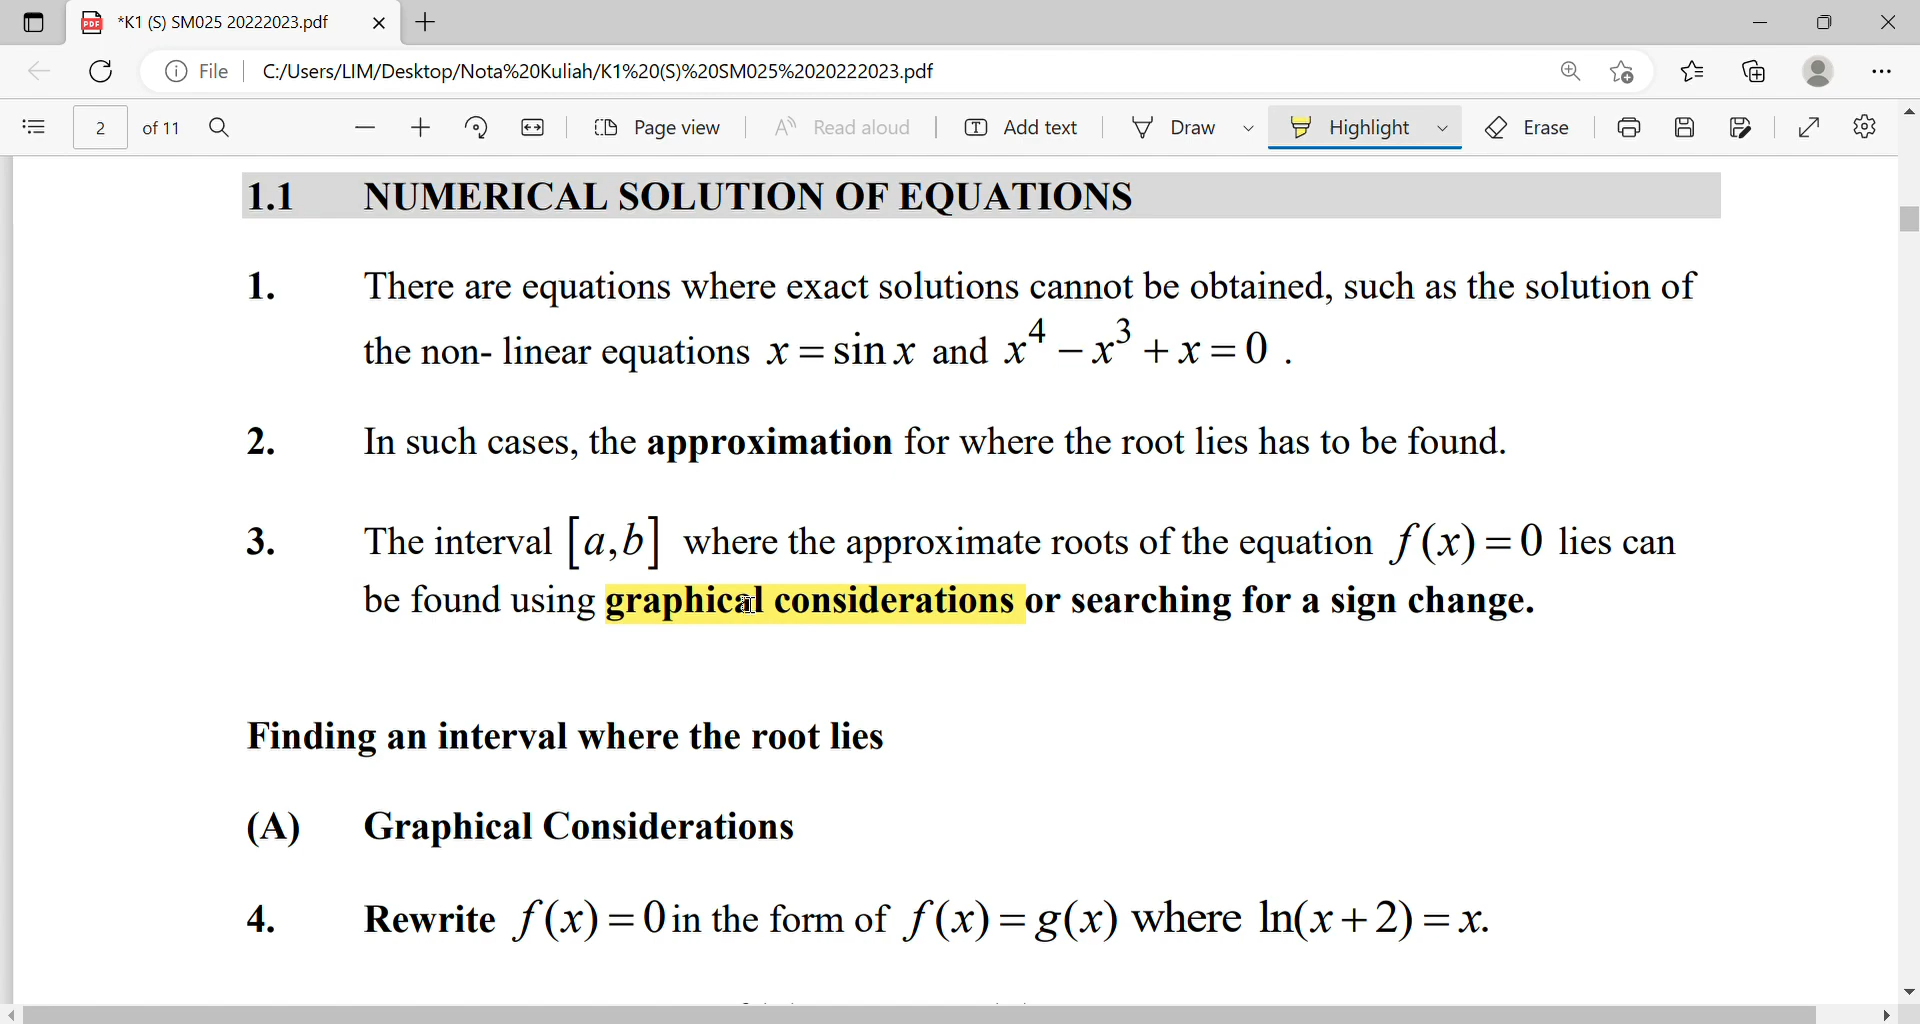 *K1 (S) SM025 20222023.pdf
File C:/Users/LIM/Desktop/Nota%20Kuliah/K1%20(S)%20SM025%2020222023.pdf
2 of 11 Page view Read aloud Add text Draw Highlight Erase
1.1 NUMERICAL SOLUTION OF EQUATIONS
1. There are equations where exact solutions cannot be obtained, such as the solution of
the non- linear equations x = sin x and x⁴ − x³ + x = 0 .
2. In such cases, the approximation for where the root lies has to be found.
3. The interval [a,b] where the approximate roots of the equation f(x) = 0 lies can
be found using graphical considerations or searching for a sign change.
Finding an interval where the root lies
(A) Graphical Considerations
4. Rewrite f(x) = 0 in the form of f(x) = g(x) where ln(x+2) = x.